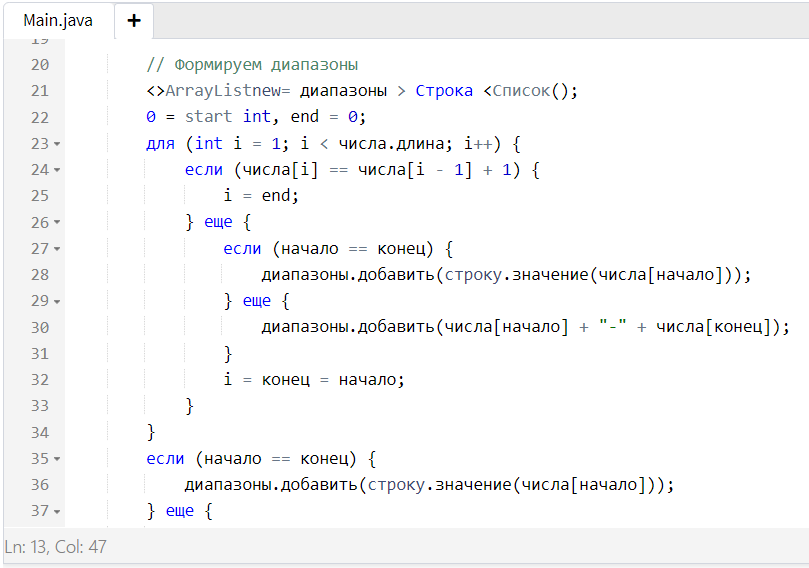 Main.java +
19
20 // Формируем диапазоны
21 <>ArrayListnew= диапазоны > Строка <Список();
22 0 = start int, end = 0;
23 для (int i = 1; i < числа.длина; i++) {
24 если (числа[i] == числа[i - 1] + 1) {
25 i = end;
26 } еще {
27 если (начало == конец) {
28 диапазоны.добавить(строку.значение(числа[начало]));
29 } еще {
30 диапазоны.добавить(числа[начало] + "-" + числа[конец]);
31 }
32 i = конец = начало;
33 }
34 }
35 если (начало == конец) {
36 диапазоны.добавить(строку.значение(числа[начало]));
37 } еще {
Ln: 13, Col: 47